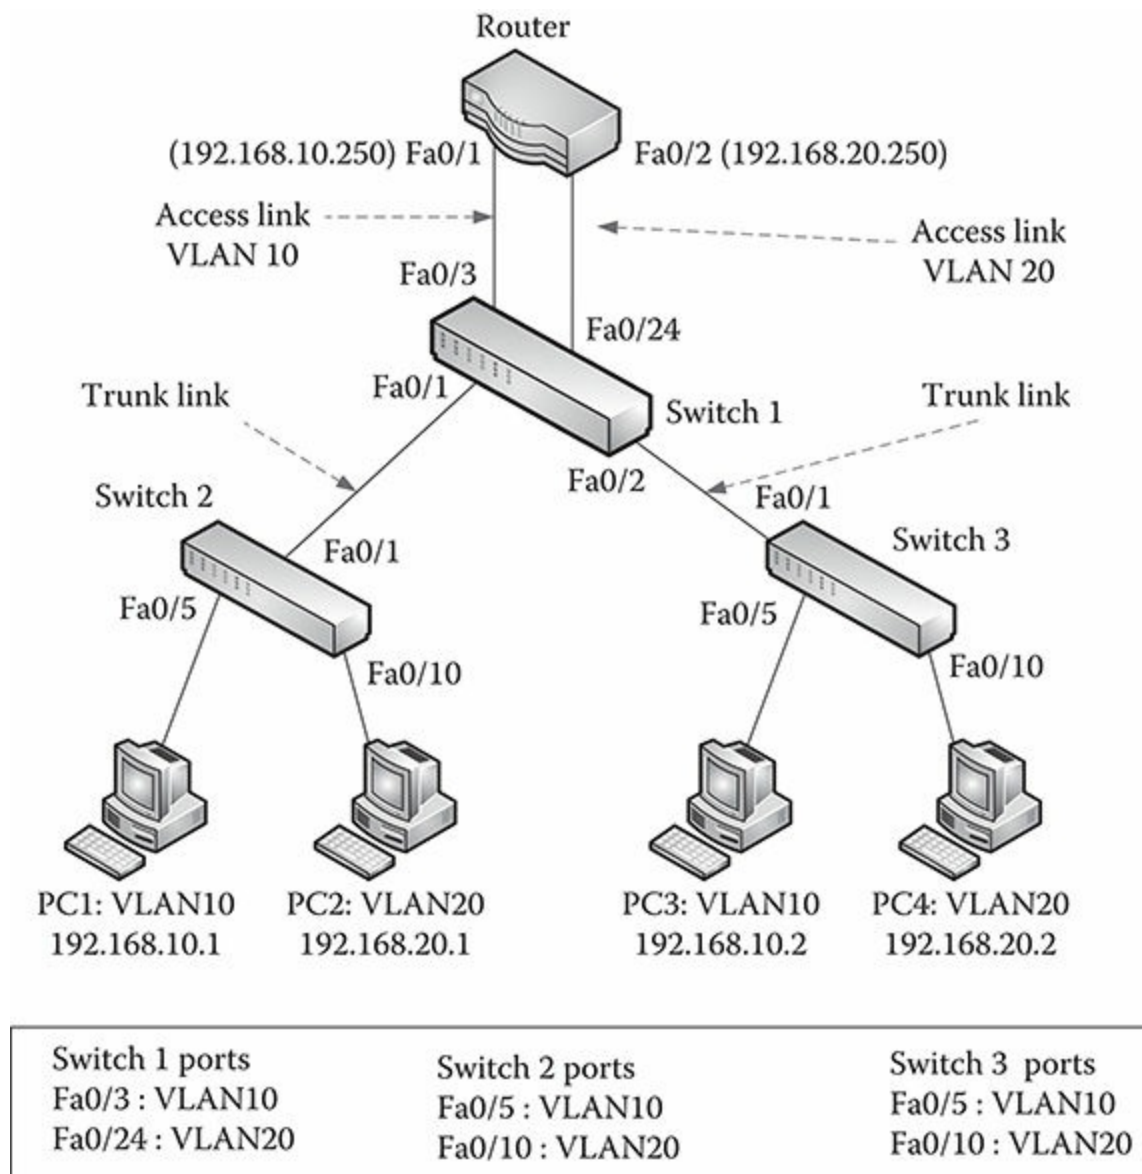 Router
(192.168.10.250) Fa0/1
Fa0/2 (192.168.20.250)
Access link
VLAN 10
Access link
VLAN 20
Fa0/3
Fa0/24
Fa0/1
Trunk link
Switch 1
Trunk link
Fa0/2
Switch 2
Fa0/1
Switch 3
Fa0/1
Fa0/5
Fa0/5
Fa0/10
Fa0/10
PC1: VLAN10
192.168.10.1
PC2: VLAN20
192.168.20.1
PC3: VLAN10
192.168.10.2
PC4: VLAN20
192.168.20.2
Switch 1 ports
Fa0/3 : VLAN10
Fa0/24 : VLAN20
Switch 2 ports
Fa0/5 : VLAN10
Fa0/10 : VLAN20
Switch 3 ports
Fa0/5 : VLAN10
Fa0/10 : VLAN20